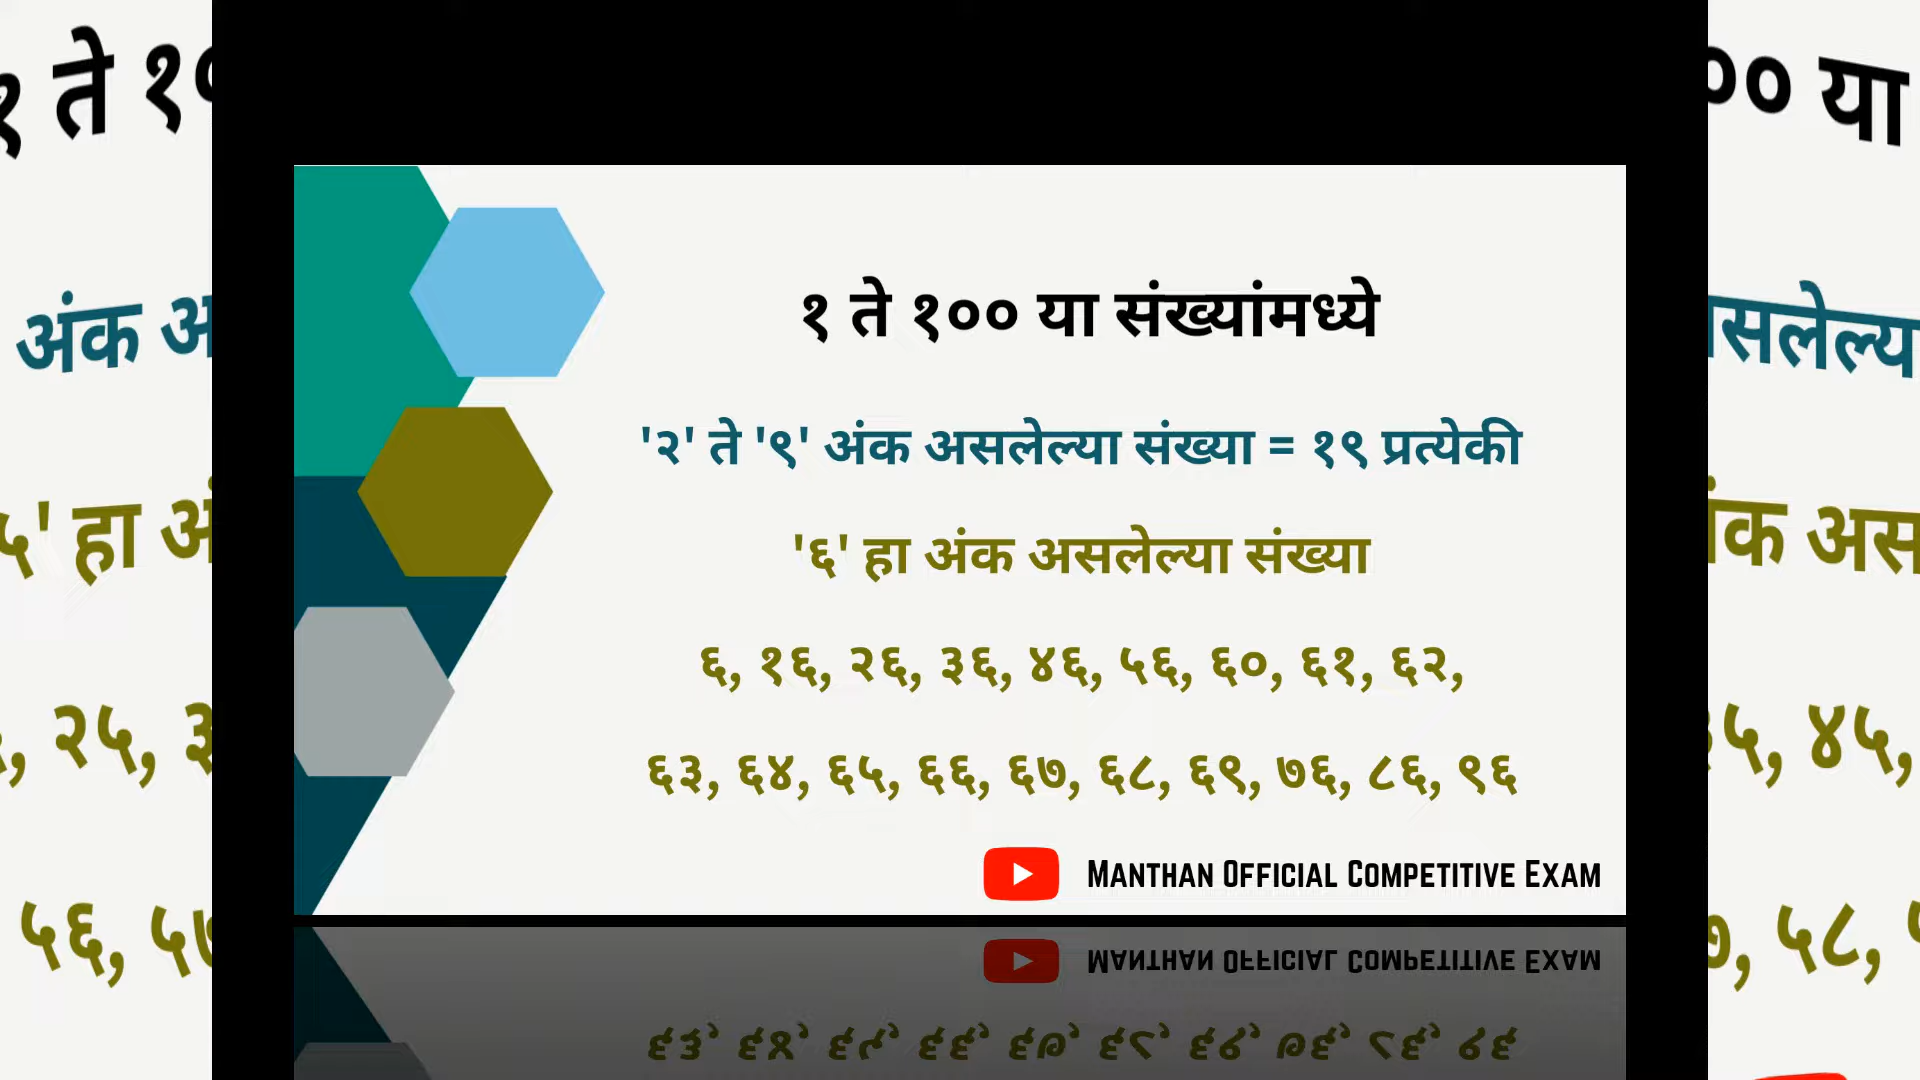 १ ते १०० या संख्यांमध्ये
'२' ते '९' अंक असलेल्या संख्या = १९ प्रत्येकी
'६' हा अंक असलेल्या संख्या
६, १६, २६, ३६, ४६, ५६, ६०, ६१, ६२,
६३, ६४, ६५, ६६, ६७, ६८, ६९, ७६, ८६, ९६
MANTHAN OFFICIAL COMPETITIVE EXAM